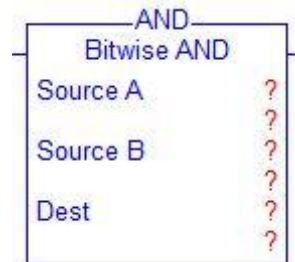 AND
Bitwise AND
Source A ?
?
Source B ?
?
Dest ?
?